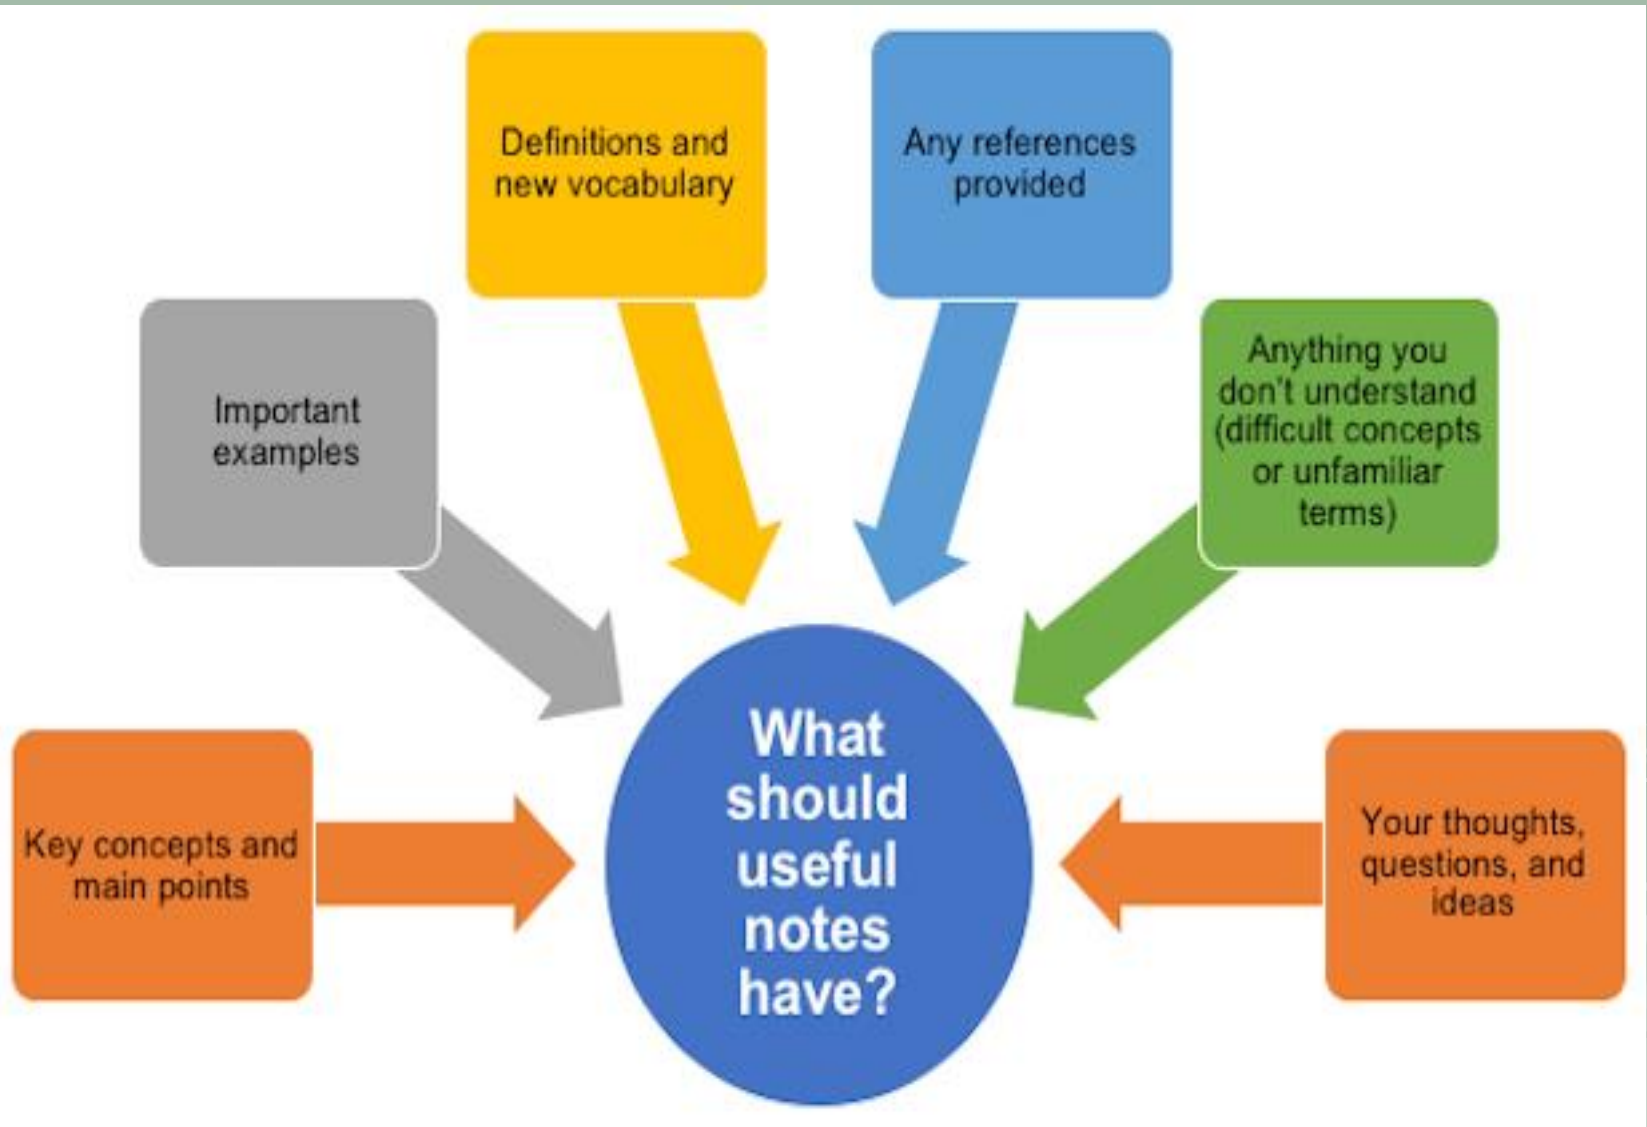 Definitions and
new vocabulary
Any references
provided
Important
examples
Anything you
don't understand
(difficult concepts
or unfamiliar
terms)
Key concepts and
main points
What
should
useful
notes
have?
Your thoughts,
questions, and
ideas